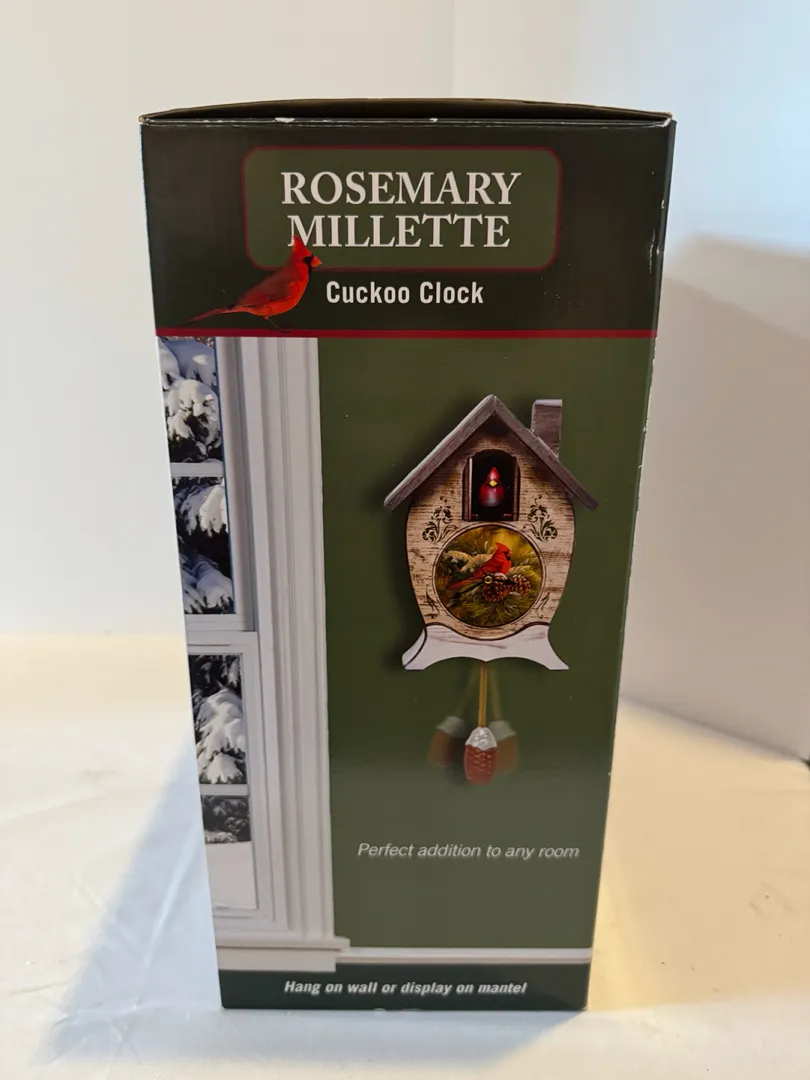 ROSEMARY
MILLETTE
Cuckoo Clock
Perfect addition to any room
Hang on wall or display on mantel